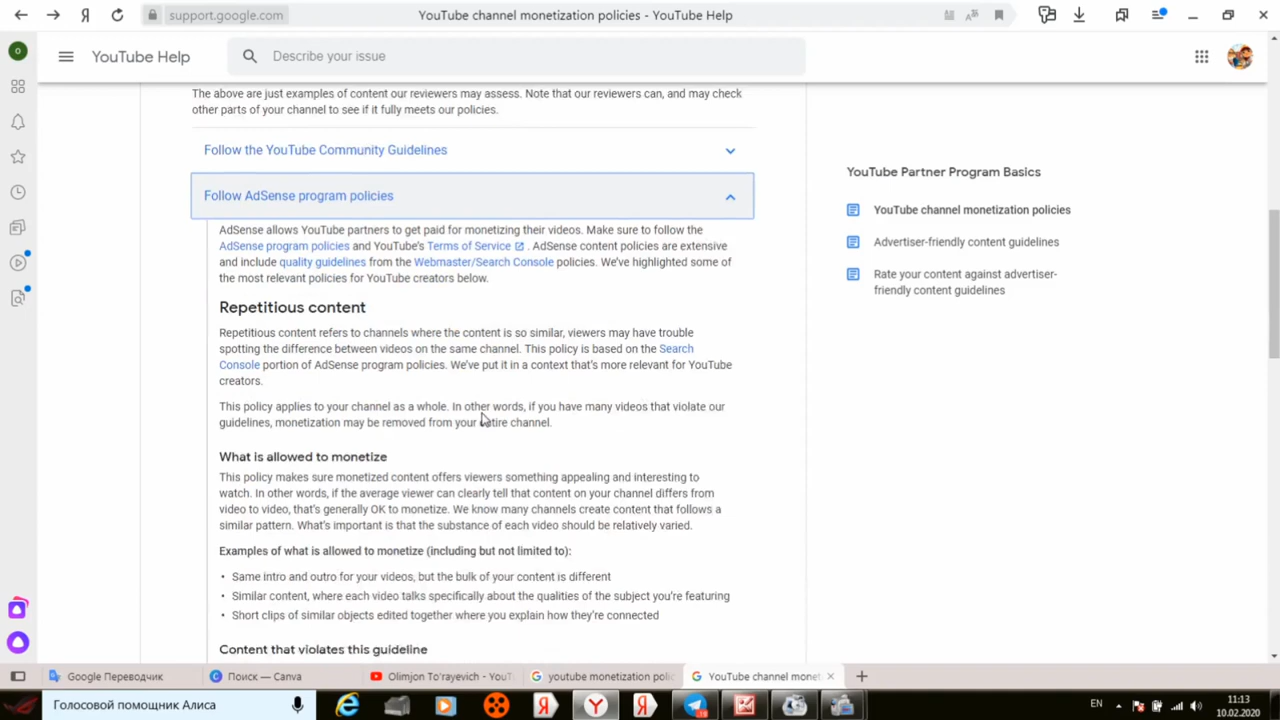 support.google.com
YouTube channel monetization policies - YouTube Help
YouTube Help
Describe your issue
The above are just examples of content our reviewers may assess. Note that our reviewers can, and may check
other parts of your channel to see if it fully meets our policies.
Follow the YouTube Community Guidelines
Follow AdSense program policies
AdSense allows YouTube partners to get paid for monetizing their videos. Make sure to follow the
AdSense program policies and YouTube's Terms of Service . AdSense content policies are extensive
and include quality guidelines from the Webmaster/Search Console policies. We've highlighted some of
the most relevant policies for YouTube creators below.
Repetitious content
Repetitious content refers to channels where the content is so similar, viewers may have trouble
spotting the difference between videos on the same channel. This policy is based on the Search
Console portion of AdSense program policies. We've put it in a context that's more relevant for YouTube
creators.
This policy applies to your channel as a whole. In other words, if you have many videos that violate our
guidelines, monetization may be removed from your entire channel.
What is allowed to monetize
This policy makes sure monetized content offers viewers something appealing and interesting to
watch. In other words, if the average viewer can clearly tell that content on your channel differs from
video to video, that's generally OK to monetize. We know many channels create content that follows a
similar pattern. What's important is that the substance of each video should be relatively varied.
Examples of what is allowed to monetize (including but not limited to):
• Same intro and outro for your videos, but the bulk of your content is different
• Similar content, where each video talks specifically about the qualities of the subject you're featuring
• Short clips of similar objects edited together where you explain how they're connected
Content that violates this guideline
YouTube Partner Program Basics
YouTube channel monetization policies
Advertiser-friendly content guidelines
Rate your content against advertiser-
friendly content guidelines
Google Переводчик
Поиск — Canva
Olimjon To'rayevich - YouT
youtube monetization polic
YouTube channel monet
Голосовой помощник Алиса
EN
11:13
10.02.2020